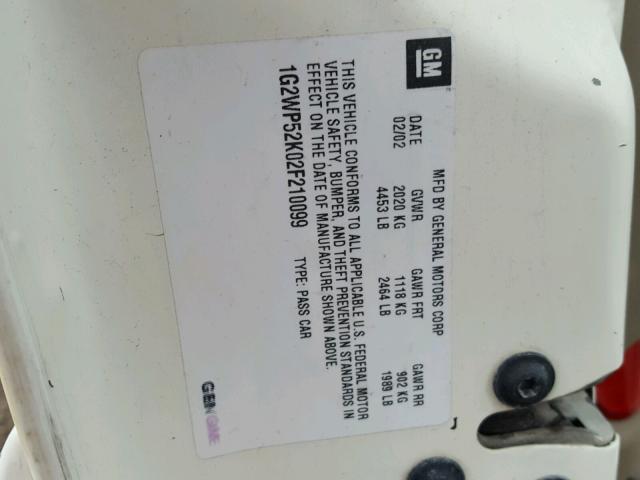 GM
MFD BY GENERAL MOTORS CORP
DATE GVWR GAWR FRT GAWR RR
02/02 2020 KG 1118 KG 902 KG
4453 LB 2464 LB 1989 LB
THIS VEHICLE CONFORMS TO ALL APPLICABLE U.S. FEDERAL MOTOR
VEHICLE SAFETY, BUMPER, AND THEFT PREVENTION STANDARDS IN
EFFECT ON THE DATE OF MANUFACTURE SHOWN ABOVE.
1G2WP52K02F210099 TYPE: PASS CAR